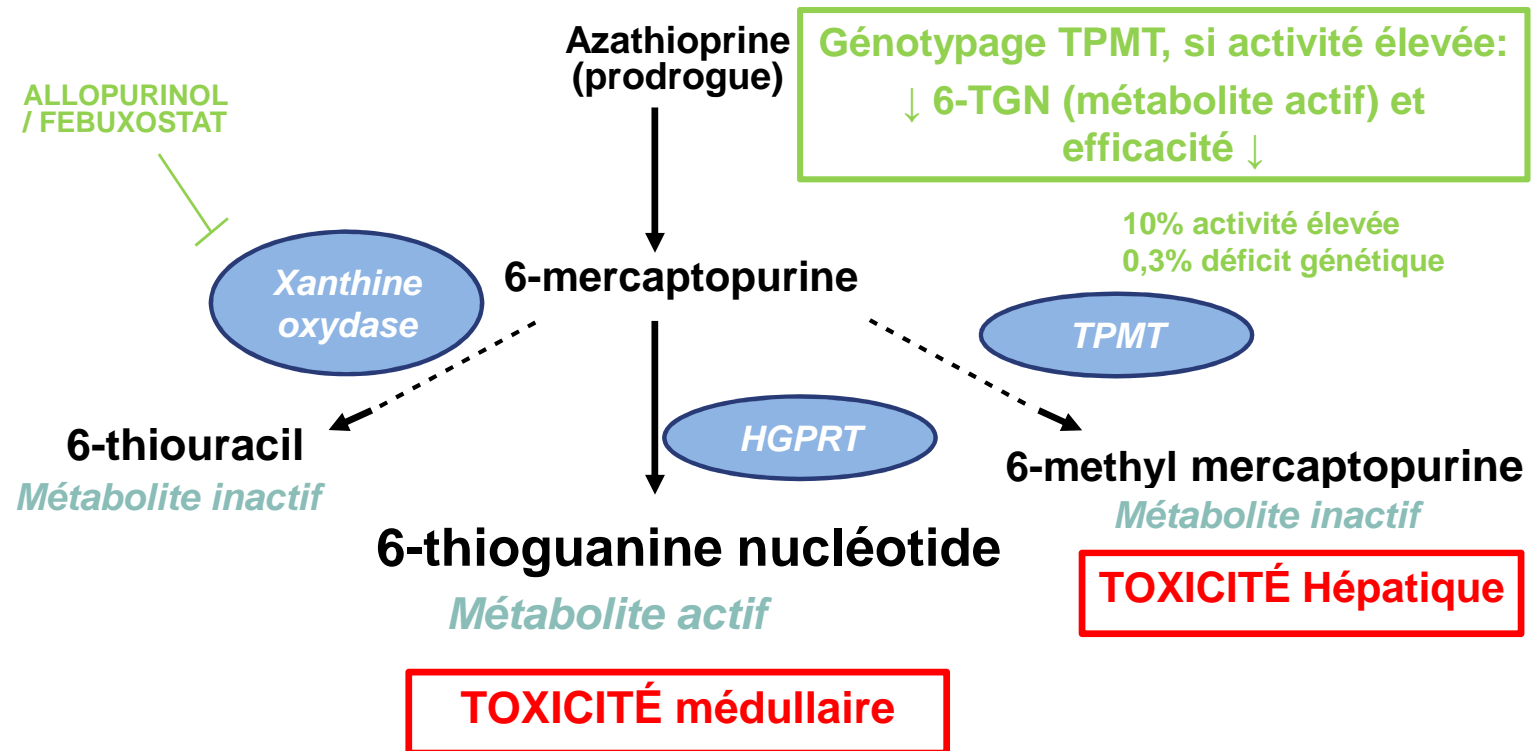 Azathioprine
(prodrogue)
Génotypage TPMT, si activité élevée:
↓ 6-TGN (métabolite actif) et
efficacité ↓
ALLOPURINOL
/ FEBUXOSTAT
10% activité élevée
0,3% déficit génétique
Xanthine
oxydase
6-mercaptopurine
TPMT
6-thiouracil
Métabolite inactif
HGPRT
6-methyl mercaptopurine
Métabolite inactif
6-thioguanine nucléotide
Métabolite actif
TOXICITÉ Hépatique
TOXICITÉ médullaire